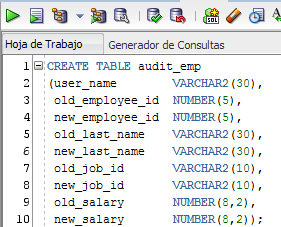 Hoja de Trabajo Generador de Consultas
1 CREATE TABLE audit_emp
2 (user_name VARCHAR2(30),
3 old_employee_id NUMBER(5),
4 new_employee_id NUMBER(5),
5 old_last_name VARCHAR2(30),
6 new_last_name VARCHAR2(30),
7 old_job_id VARCHAR2(10),
8 new_job_id VARCHAR2(10),
9 old_salary NUMBER(8,2),
10 new_salary NUMBER(8,2));